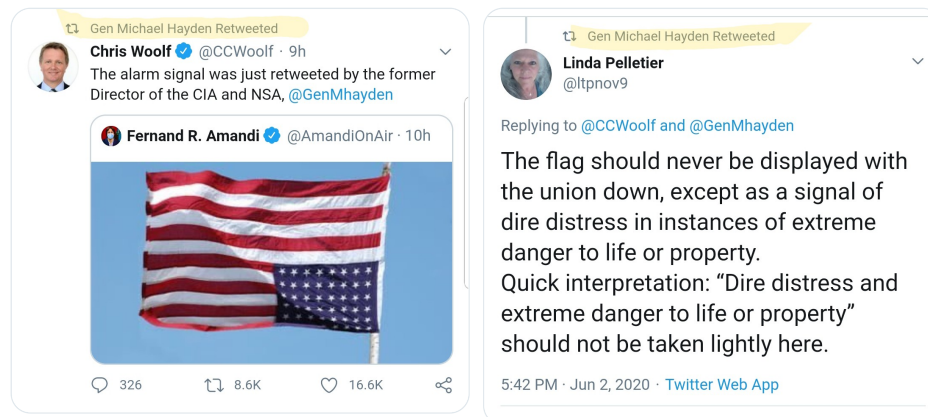 Gen Michael Hayden Retweeted
Chris Woolf @CCWoolf · 9h
The alarm signal was just retweeted by the former
Director of the CIA and NSA, @GenMhayden
Fernand R. Amandi @AmandiOnAir · 10h
326 8.6K 16.6K
Gen Michael Hayden Retweeted
Linda Pelletier
@ltpnov9
Replying to @CCWoolf and @GenMhayden
The flag should never be displayed with
the union down, except as a signal of
dire distress in instances of extreme
danger to life or property.
Quick interpretation: “Dire distress and
extreme danger to life or property”
should not be taken lightly here.
5:42 PM · Jun 2, 2020 · Twitter Web App